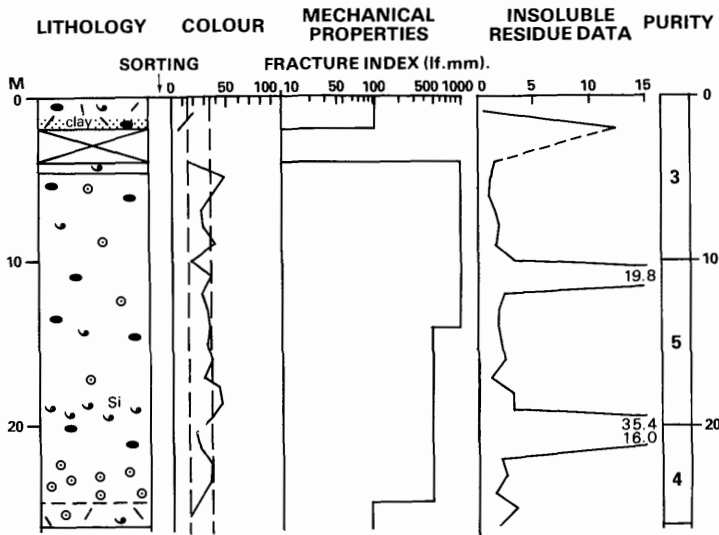 LITHOLOGY COLOUR MECHANICAL PROPERTIES INSOLUBLE RESIDUE DATA PURITY
SORTING FRACTURE INDEX (If.mm).
M
0 50 100 10 50 100 500 1000 0 5 10 15
0 0
clay
3
10 10
19.8
5
Si
20 20
35.4
16.0
4